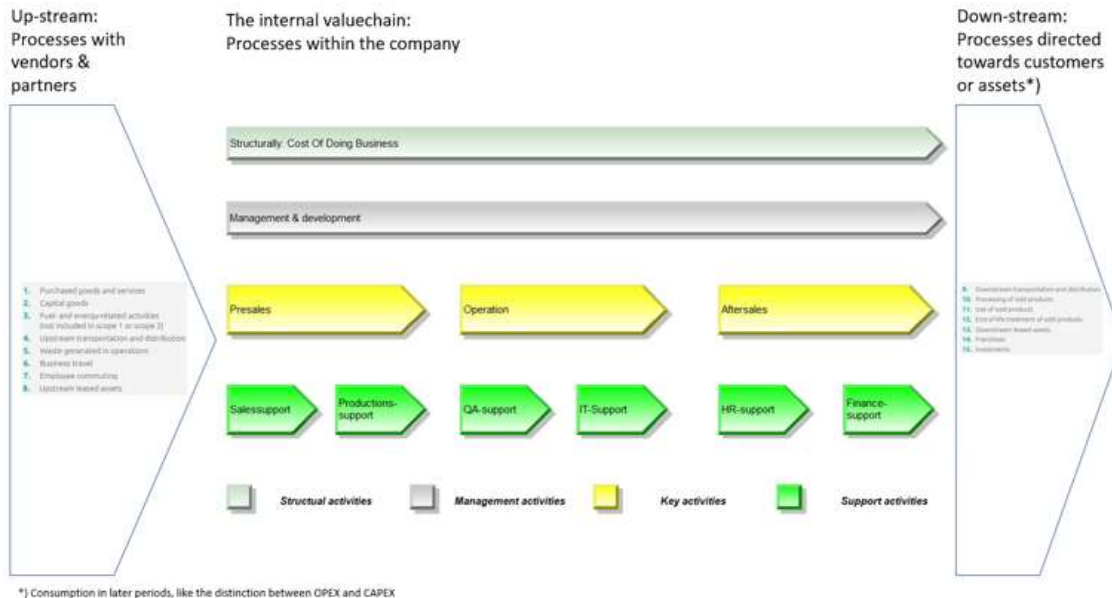 Up-stream:
Processes with
vendors &
partners
The internal valuechain:
Processes within the company
Down-stream:
Processes directed
towards customers
or assets*)
Structurally: Cost Of Doing Business
Management & development
1. Purchased goods and services
2. Capital goods
3. Fuel- and energy-related activities
(not included in scope 1 or scope 2)
4. Upstream transportation and distribution
5. Waste generated in operations
6. Business travel
7. Employee commuting
8. Upstream leased assets
Presales
Operation
Aftersales
9. Downstream transportation and distribution
10. Processing of sold products
11. Use of sold products
12. End-of-life treatment of sold products
13. Downstream leased assets
14. Franchises
15. Investments
Salessupport
Productions-
support
QA-support
IT-Support
HR-support
Finance-
support
Structual activities
Management activities
Key activities
Support activities
*) Consumption in later periods, like the distinction between OPEX and CAPEX